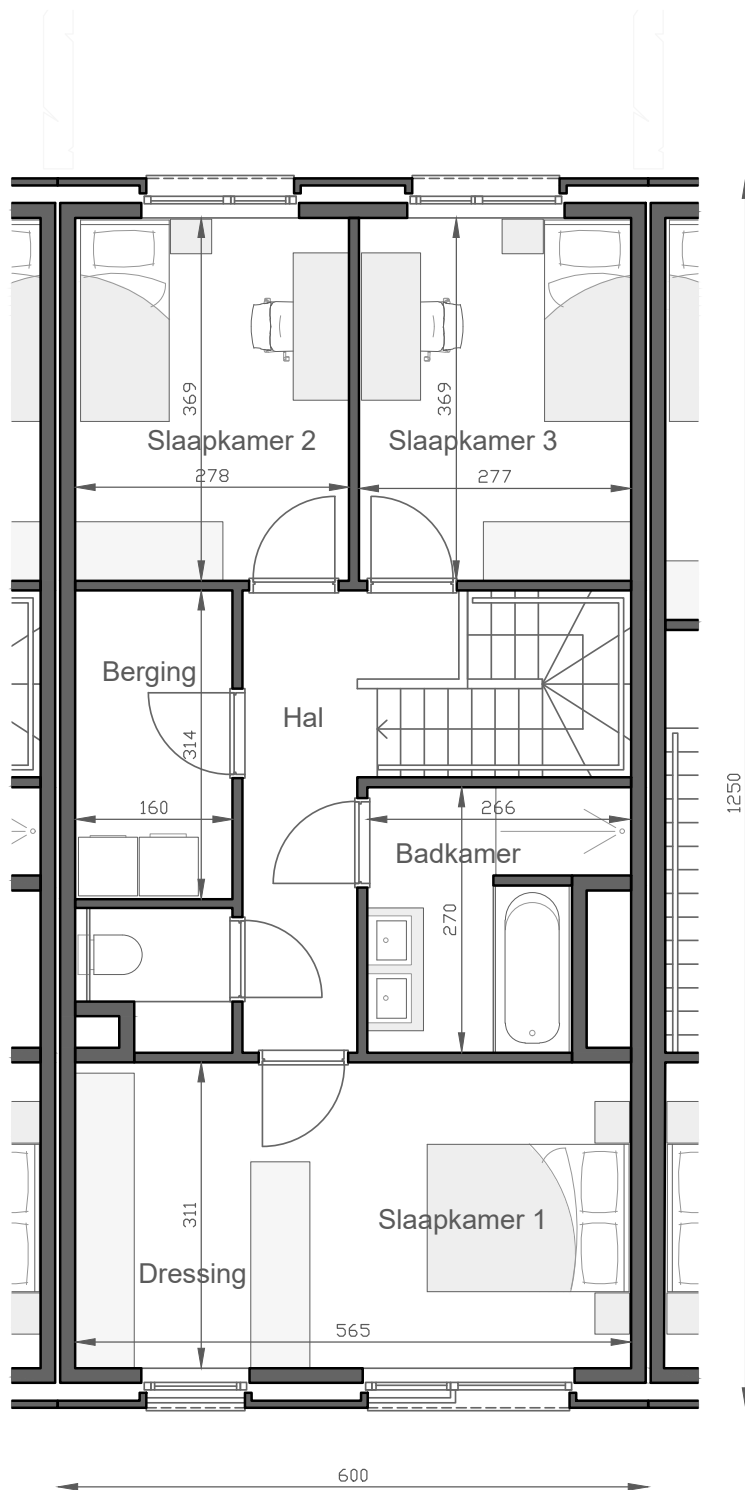 369
369
Slaapkamer 2
Slaapkamer 3
278
277
Berging
Hal
314
1250
160
266
Badkamer
270
311
Slaapkamer 1
Dressing
565
600